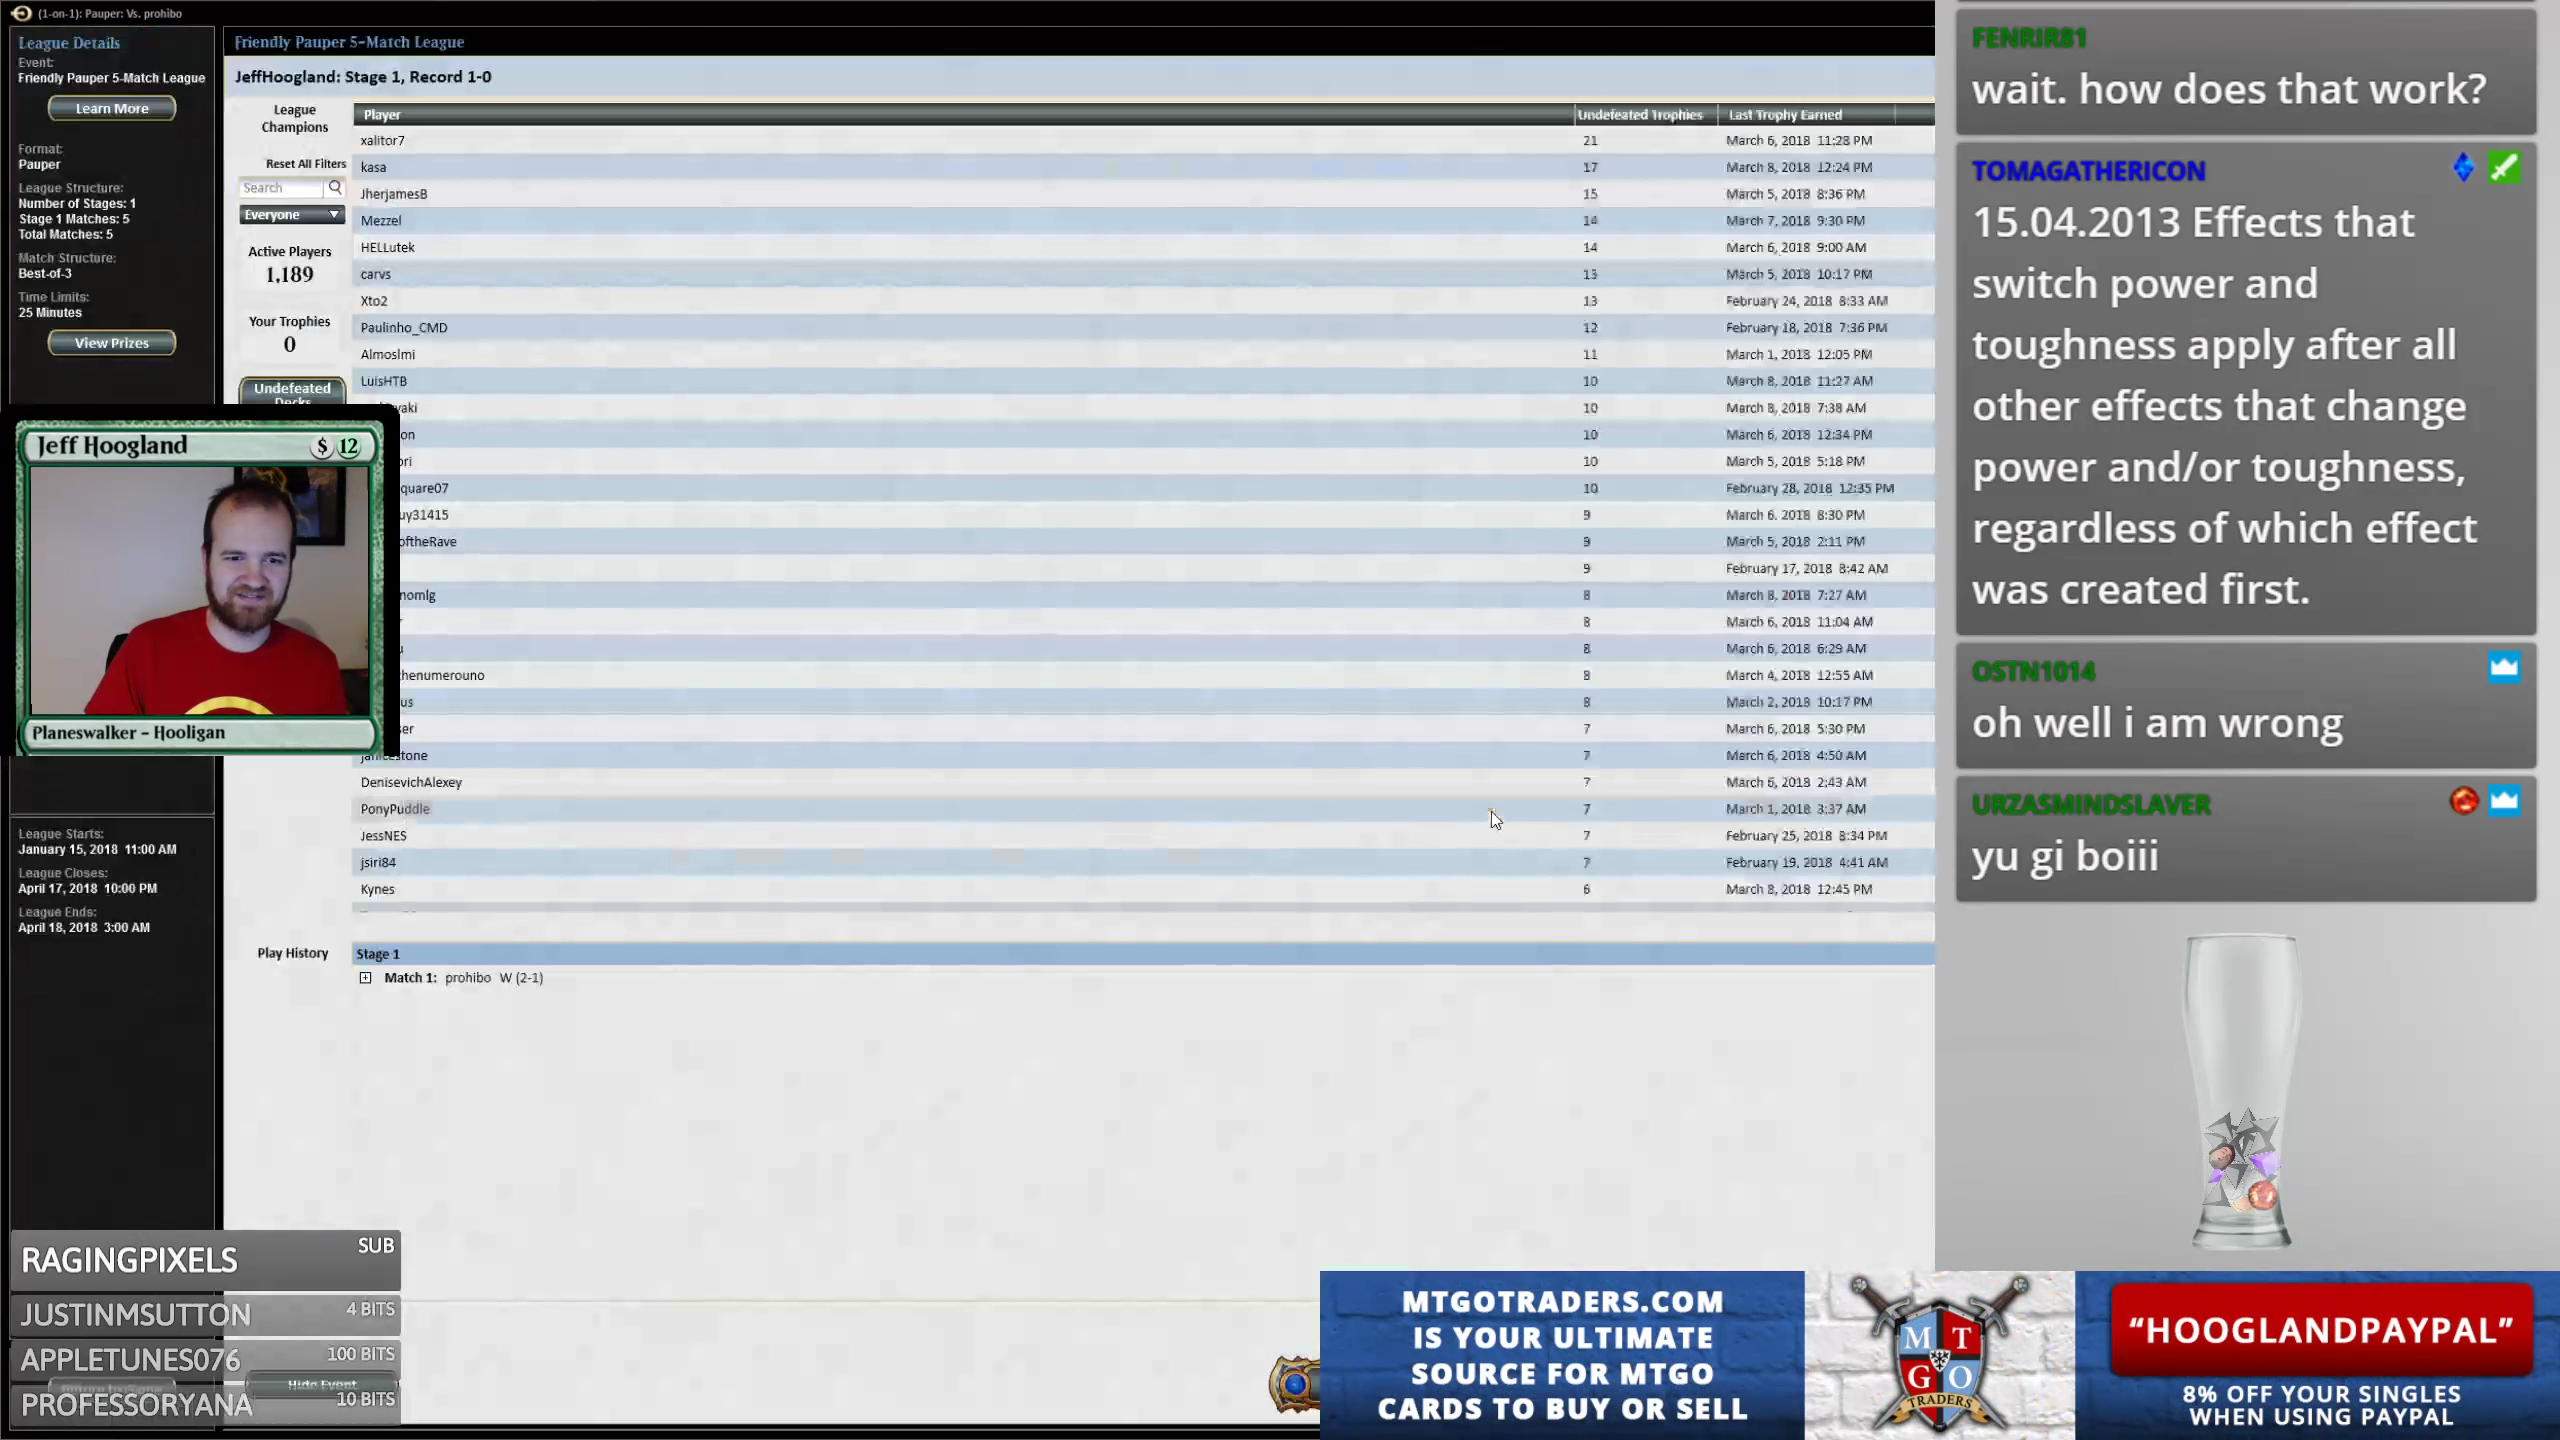 (1-on-1): Pauper: Vs. prohibo
League Details
Event:
Friendly Pauper 5-Match League
Learn More
Format:
Pauper
League Structure:
Number of Stages: 1
Stage 1 Matches: 5
Total Matches: 5
Match Structure:
Best-of-3
Time Limits:
25 Minutes
View Prizes
Jeff Hoogland $ 12
Planeswalker - Hooligan
League Starts:
January 15, 2018 11:00 AM
League Closes:
April 17, 2018 10:00 PM
League Ends:
April 18, 2018 3:00 AM
Friendly Pauper 5-Match League
JeffHoogland: Stage 1, Record 1-0
League
Champions
Reset All Filters
Search
Everyone
Active Players
1,189
Your Trophies
0
Undefeated
Decks
Player Undefeated Trophies Last Trophy Earned
xalitor7 21 March 6, 2018 11:28 PM
kasa 17 March 8, 2018 12:24 PM
JherjamesB 15 March 5, 2018 8:36 PM
Mezzel 14 March 7, 2018 9:30 PM
HELLutek 14 March 6, 2018 9:00 AM
carvs 13 March 5, 2018 10:17 PM
Xto2 13 February 24, 2018 8:33 AM
Paulinho_CMD 12 February 18, 2018 7:36 PM
Almoslmi 11 March 1, 2018 12:05 PM
LuisHTB 10 March 8, 2018 11:27 AM
yaki 10 March 8, 2018 7:38 AM
on 10 March 6, 2018 12:34 PM
ori 10 March 5, 2018 5:18 PM
quare07 10 February 28, 2018 12:35 PM
uy31415 9 March 6, 2018 8:30 PM
oftheRave 9 March 5, 2018 2:11 PM
9 February 17, 2018 8:42 AM
nomlg 8 March 8, 2018 7:27 AM
8 March 6, 2018 11:04 AM
8 March 6, 2018 6:29 AM
henumerouno 8 March 4, 2018 12:55 AM
us 8 March 2, 2018 10:17 PM
ser 7 March 6, 2018 5:30 PM
janicestone 7 March 6, 2018 4:50 AM
DenisevichAlexey 7 March 6, 2018 2:43 AM
PonyPuddle 7 March 1, 2018 3:37 AM
JessNES 7 February 25, 2018 8:34 PM
jsiri84 7 February 19, 2018 4:41 AM
Kynes 6 March 8, 2018 12:45 PM
Play History
Stage 1
Match 1: prohibo W (2-1)
RAGINGPIXELS SUB
JUSTINMSUTTON 4 BITS
APPLETUNES076 100 BITS
Hide Event
PROFESSORYANA 10 BITS
FENRIR81
wait. how does that work?
TOMAGATHERICON
15.04.2013 Effects that
switch power and
toughness apply after all
other effects that change
power and/or toughness,
regardless of which effect
was created first.
OSTN1014
oh well i am wrong
URZASMINDSLAVER
yu gi boiii
MTGOTRADERS.COM
IS YOUR ULTIMATE
SOURCE FOR MTGO
CARDS TO BUY OR SELL
M T
G O
TRADERS
"HOOGLANDPAYPAL"
8% OFF YOUR SINGLES
WHEN USING PAYPAL